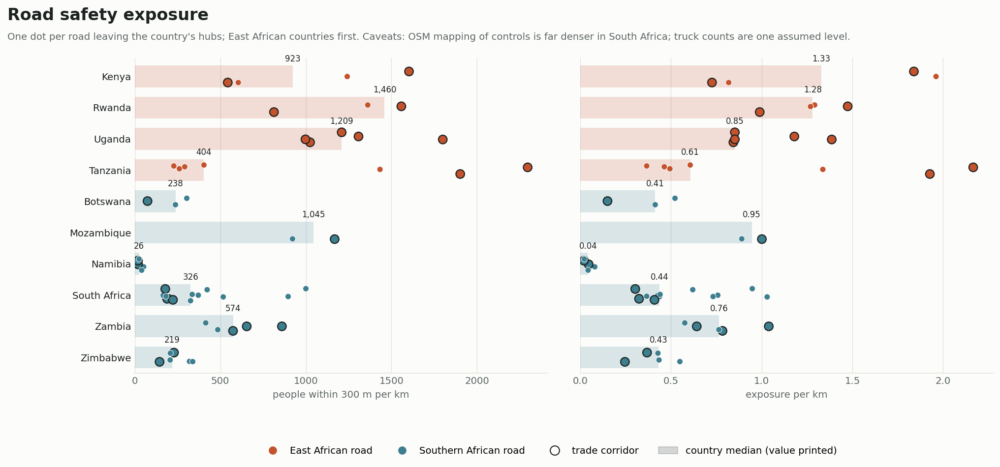 Road safety exposure
One dot per road leaving the country's hubs; East African countries first. Caveats: OSM mapping of controls is far denser in South Africa; truck counts are one assumed level.
Kenya
Rwanda
Uganda
Tanzania
Botswana
Mozambique
Namibia
South Africa
Zambia
Zimbabwe
923
1,460
1,209
404
238
1,045
26
326
574
219
0
500
1000
1500
2000
people within 300 m per km
1.33
1.28
0.85
0.61
0.41
0.95
0.04
0.44
0.76
0.43
0.0
0.5
1.0
1.5
2.0
exposure per km
East African road
Southern African road
trade corridor
country median (value printed)